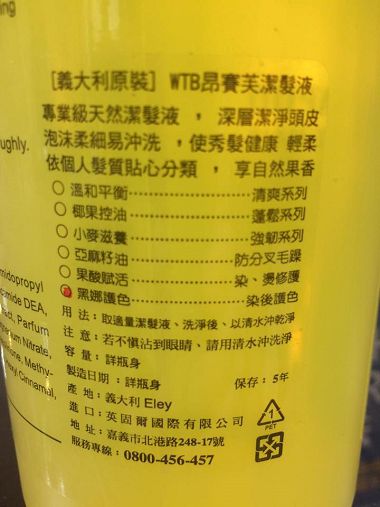 ing
ughly.
[義大利原裝] WTB昂賽芙潔髮液
專業級天然潔髮液 , 深層潔淨頭皮
泡沫柔細易沖洗 ,使秀髮健康 輕柔
依個人髮質貼心分類 , 享自然果香
溫和平衡⋯⋯清爽系列
椰果控油⋯⋯蓬鬆系列
小麥滋養⋯⋯強韌系列
亞麻籽油⋯⋯防分叉毛躁
果酸賦活⋯⋯染、燙修護
黑娜護色⋯⋯染後護色
midopropyl
amide DEA,
act, Parfum
Nitrate,
one, Methy-
Cinnamal,
用 法:取適量潔髮液、洗淨後、以清水沖乾淨
注 意:若不慎沾到眼睛、請用清水沖洗淨
容 量:詳瓶身
製造日期:詳瓶身 保存:5年
產 地:義大利 Eley
進 口:英固爾國際有限公司
地 址:嘉義市北港路248-17號
服務專線:0800-456-457
1
PET